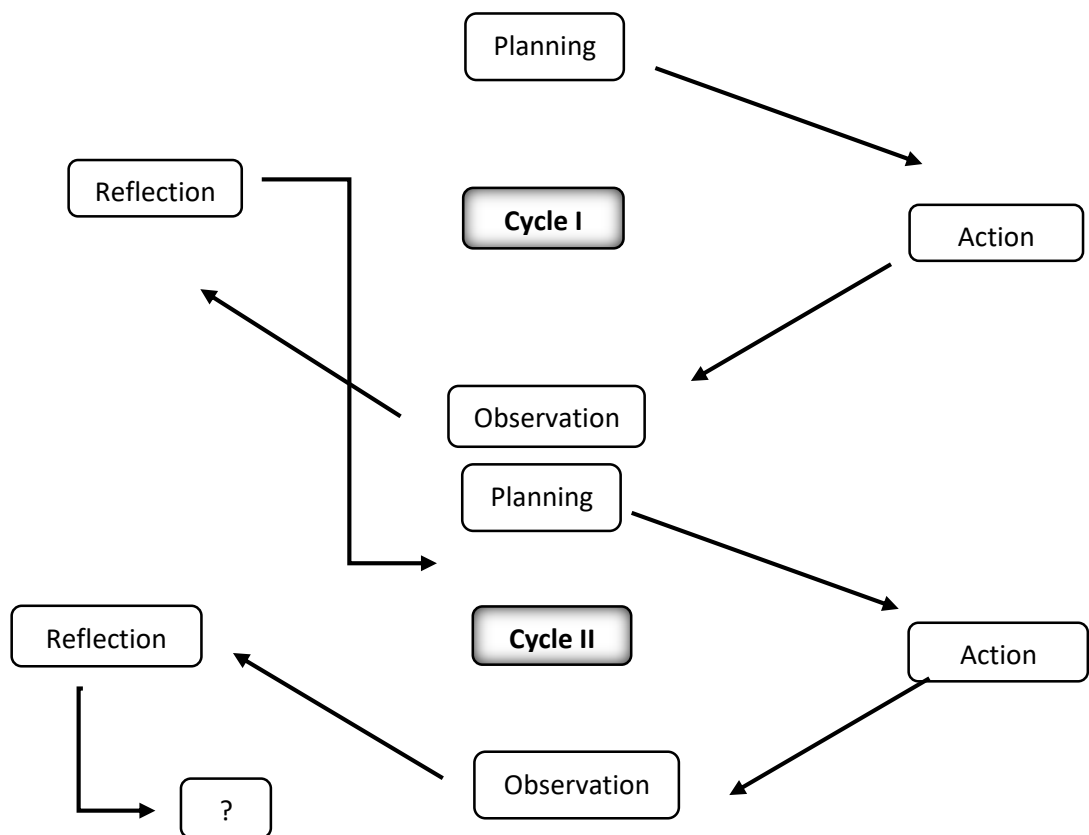 Planning
Reflection
Cycle I
Action
Observation
Planning
Reflection
Cycle II
Action
Observation
?